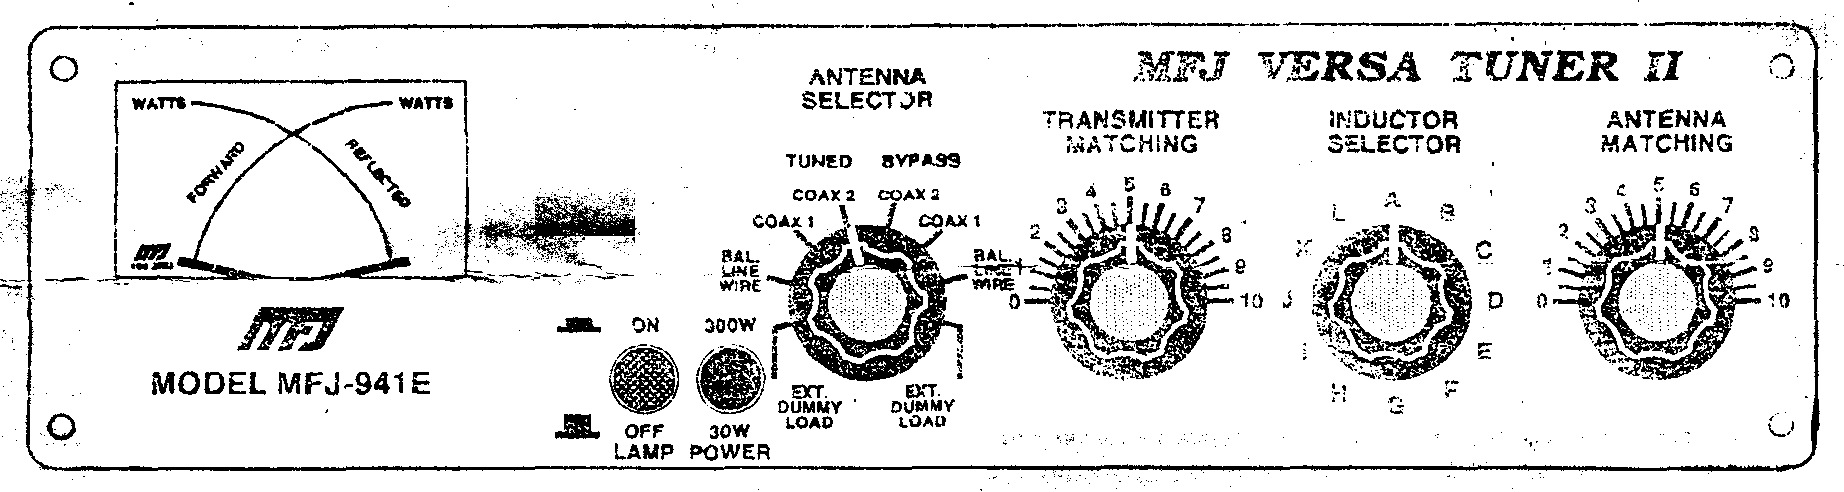 MFJ VERSA TUNER II
WATTS
WATTS
FORWARD
REFLECTED
MFJ
MFJ
MODEL MFJ-941E
ON
OFF
LAMP
300W
30W
POWER
ANTENNA
SELECTOR
TUNED
BYPASS
COAX 2
COAX 2
COAX 1
COAX 1
BAL.
LINE
WIRE
BAL.
LINE
WIRE
EXT.
DUMMY
LOAD
EXT.
DUMMY
LOAD
TRANSMITTER
MATCHING
0
1
2
3
4
5
6
7
8
9
10
INDUCTOR
SELECTOR
A
B
C
D
E
F
G
H
I
J
K
L
ANTENNA
MATCHING
0
1
2
3
4
5
6
7
8
9
10